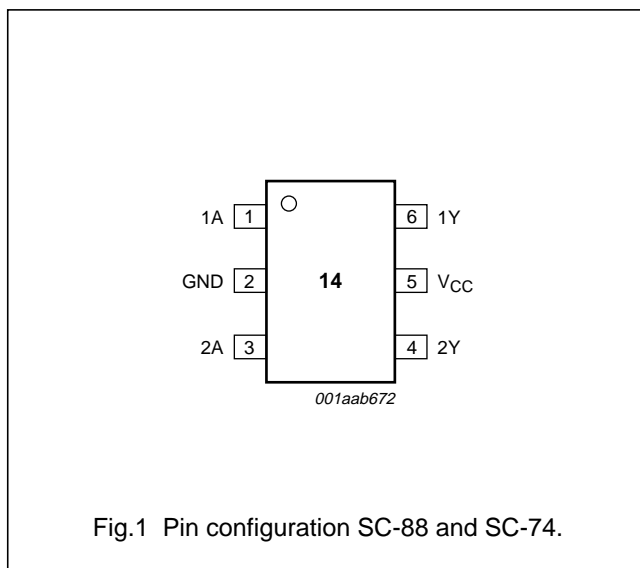 1A 1 6 1Y
GND 2 14 5 VCC
2A 3 4 2Y
001aab672
Fig.1 Pin configuration SC-88 and SC-74.